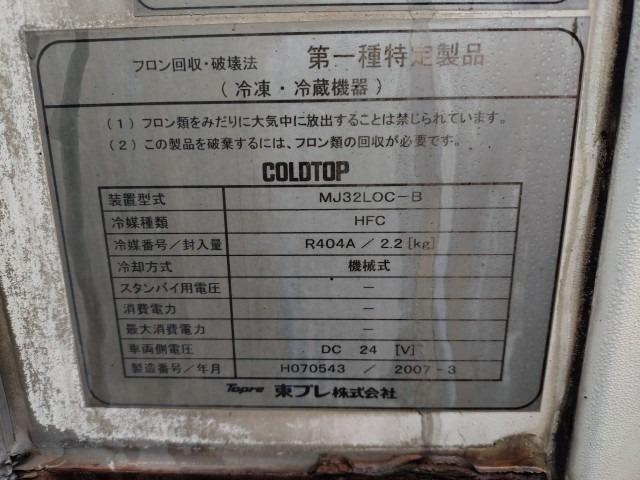 フロン回収・破壊法 第一種特定製品
（冷凍・冷蔵機器）
（1）フロン類をみだりに大気中に放出することは禁じられています。
（2）この製品を破棄するには、フロン類の回収が必要です。
COLDTOP
装置型式 MJ32LOC-B
冷媒種類 HFC
冷媒番号/封入量 R404A / 2.2 [kg]
冷却方式 機械式
スタンバイ用電圧 -
消費電力 -
最大消費電力 -
車両側電圧 DC 24 [V]
製造番号/年月 H070543 / 2007-3
Topre 東プレ株式会社